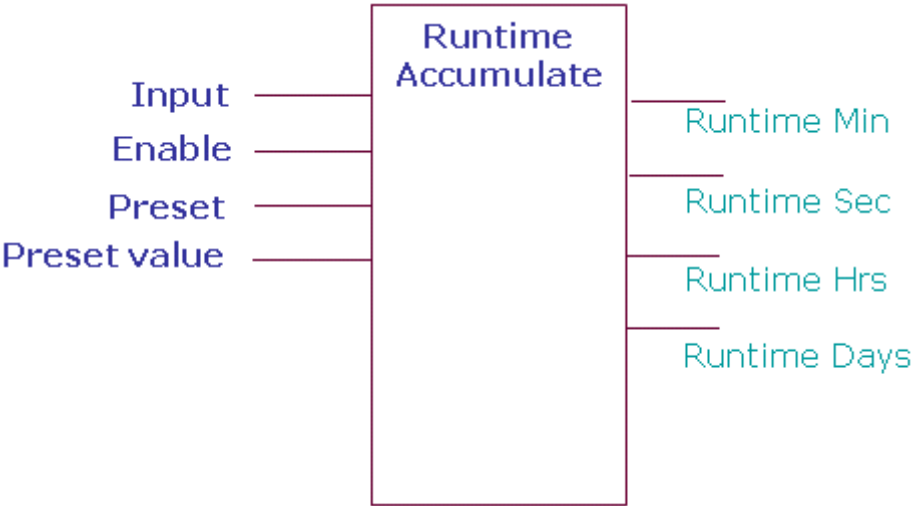 Runtime
Accumulate
Input
Enable
Preset
Preset value
Runtime Min
Runtime Sec
Runtime Hrs
Runtime Days